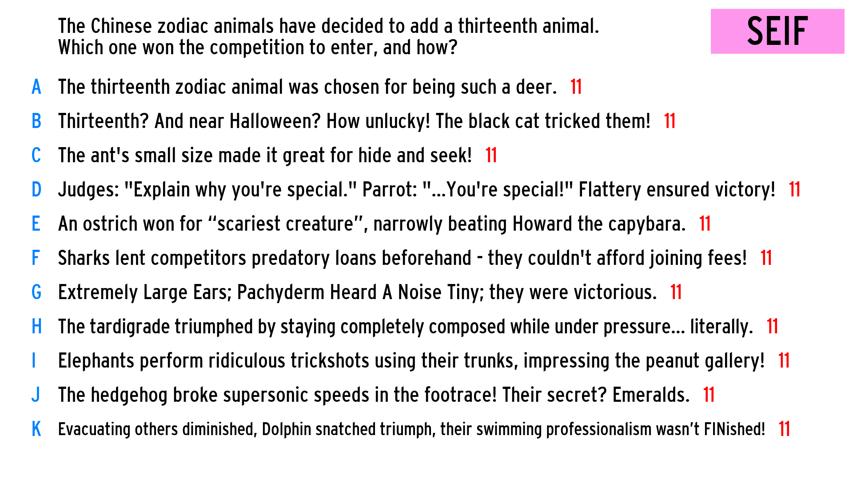 The Chinese zodiac animals have decided to add a thirteenth animal.
Which one won the competition to enter, and how?
SEIF
A The thirteenth zodiac animal was chosen for being such a deer. 11
B Thirteenth? And near Halloween? How unlucky! The black cat tricked them! 11
C The ant's small size made it great for hide and seek! 11
D Judges: "Explain why you're special." Parrot: "...You're special!" Flattery ensured victory! 11
E An ostrich won for “scariest creature”, narrowly beating Howard the capybara. 11
F Sharks lent competitors predatory loans beforehand - they couldn't afford joining fees! 11
G Extremely Large Ears; Pachyderm Heard A Noise Tiny; they were victorious. 11
H The tardigrade triumphed by staying completely composed while under pressure... literally. 11
I Elephants perform ridiculous trickshots using their trunks, impressing the peanut gallery! 11
J The hedgehog broke supersonic speeds in the footrace! Their secret? Emeralds. 11
K Evacuating others diminished, Dolphin snatched triumph, their swimming professionalism wasn’t FINished! 11